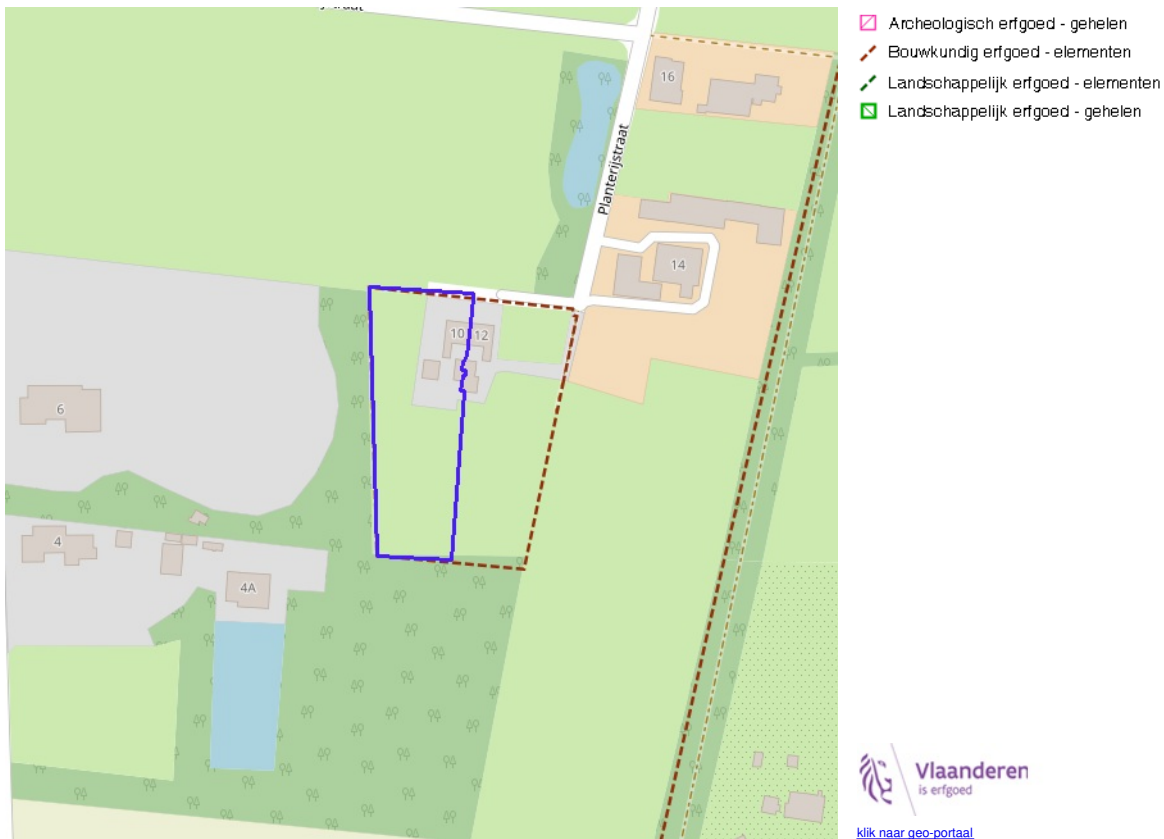 Archeologisch erfgoed - gehelen
Bouwkundig erfgoed - elementen
Landschappelijk erfgoed - elementen
Landschappelijk erfgoed - gehelen
16
Planterijstraat
14
10
12
6
4
4A
Vlaanderen
is erfgoed
klik naar geo-portaal